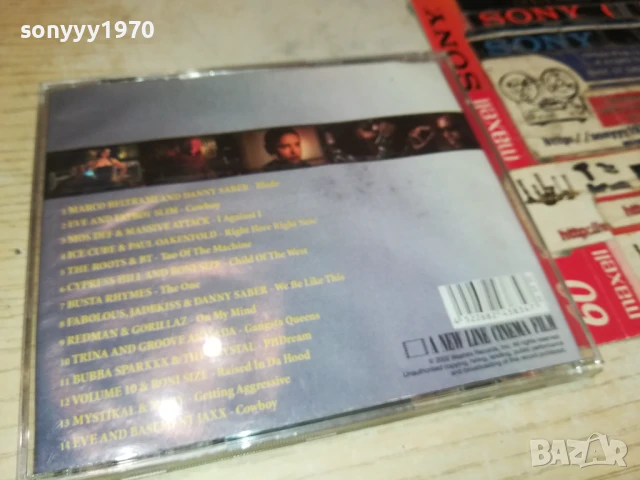 sonyyy1970
SONY
SONY
SONY
maxell
maxell
60
http://
1 MARCO BELTRAMI AND DANNY SABER - Blade
2 EVE AND FATBOY SLIM - Cowboy
3 MOS DEF & MASSIVE ATTACK - I Against I
4 ICE CUBE & PAUL OAKENFOLD - Right Here Right Now
5 THE ROOTS & BT - Tao Of The Machine
6 CYPRESS HILL AND RONI SIZE - Child Of The West
7 BUSTA RHYMES - The One
8 FABOLOUS, JADEKISS & DANNY SABER - We Be Like This
9 REDMAN & GORILLAZ - On My Mind
10 TRINA AND GROOVE ARMADA - Gangsta Queens
11 BUBBA SPARXXX & THE CRYSTAL - PHDream
12 VOLUME 10 & RONI SIZE - Raised In Da Hood
13 MYSTIKAL & - Getting Aggressive
14 EVE AND BASEMENT JAXX - Cowboy
A NEW LINE CINEMA FILM
BAZAR